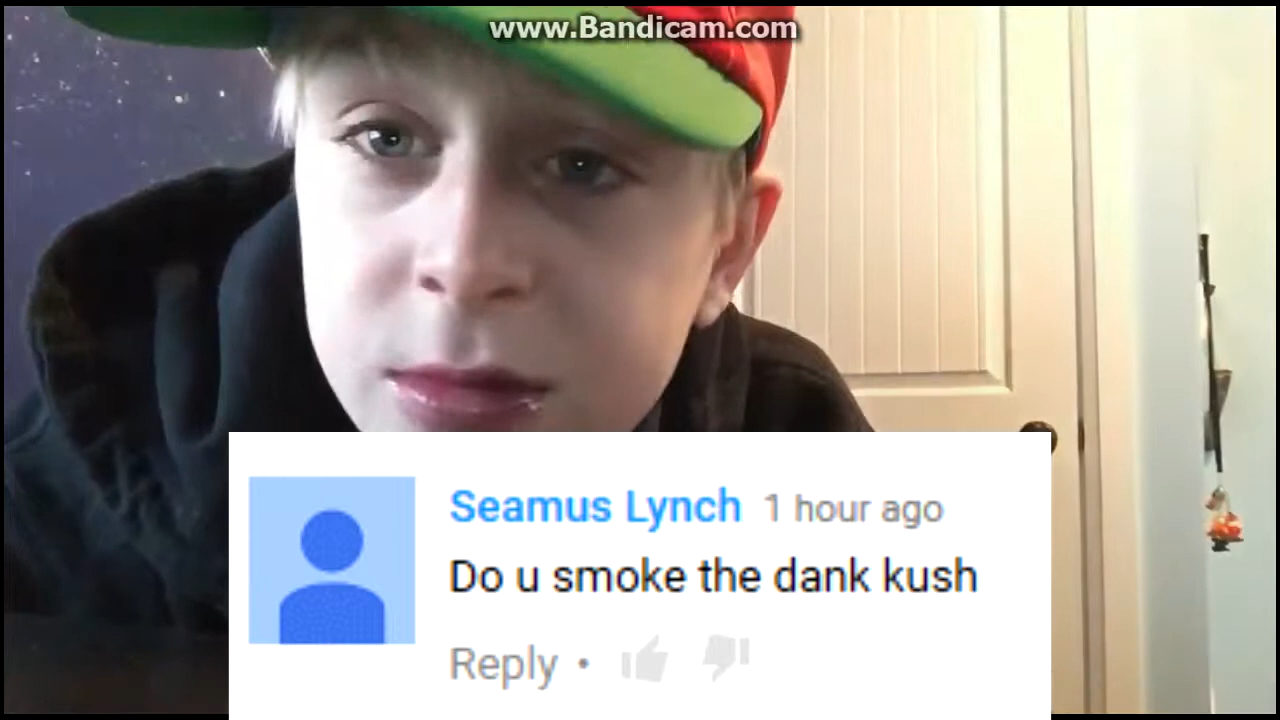 www.Bandicam.com
Seamus Lynch 1 hour ago
Do u smoke the dank kush
Reply •